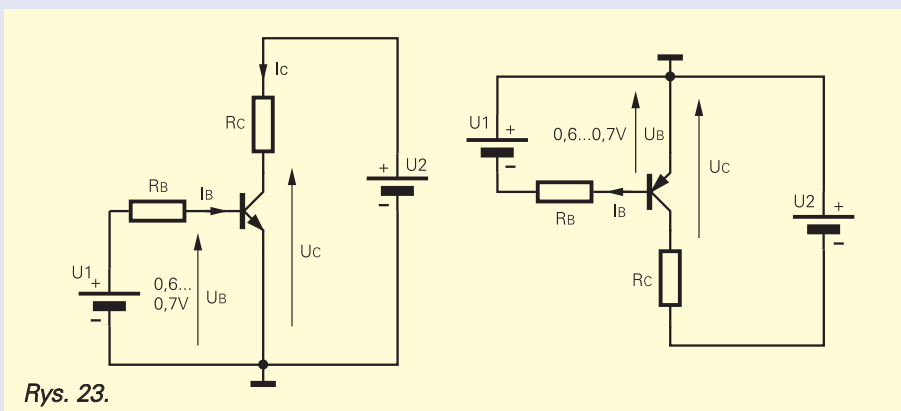 Ic
Rc
U2
+
−
RB
IB
U1
+
−
0,6...
0,7V
UB
Uc
U1
+
−
0,6...0,7V
UB
Uc
RB
IB
U2
+
−
Rc
Rys. 23.